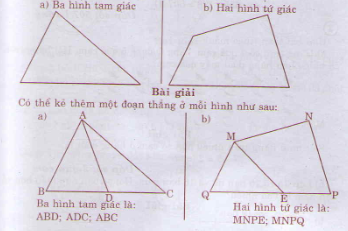 a) Ba hình tam giác
b) Hai hình tứ giác
Bài giải
Có thể kẻ thêm một đoạn thẳng ở mỗi hình như sau:
a)
b)
A
B
D
C
N
M
Q
E
P
Ba hình tam giác là:
ABD; ADC; ABC
Hai hình tứ giác là:
MNPE; MNPQ